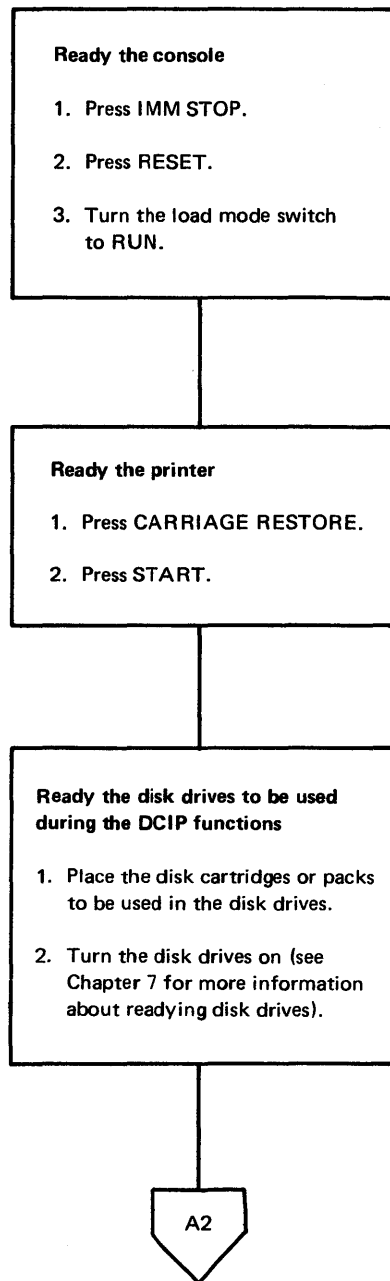 Ready the console
1. Press IMM STOP.
2. Press RESET.
3. Turn the load mode switch
to RUN.
Ready the printer
1. Press CARRIAGE RESTORE.
2. Press START.
Ready the disk drives to be used
during the DCIP functions
1. Place the disk cartridges or packs
to be used in the disk drives.
2. Turn the disk drives on (see
Chapter 7 for more information
about readying disk drives).
A2